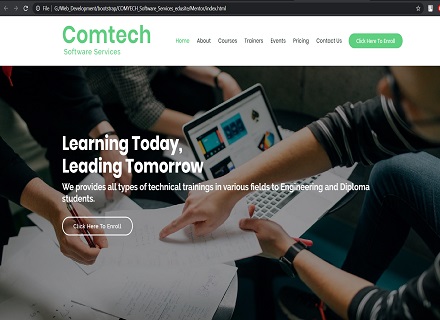 File G:/Web_Development/bootstrap/COMYECH_Software_Services_edusite/Mentor/index.html
Comtech
Software Services
Home About Courses Trainers Events Pricing Contact Us Click Here To Enroll
Learning Today,
Leading Tomorrow
We provides all types of technical trainings in various fields to Engineering and Diploma
students.
Click Here To Enroll